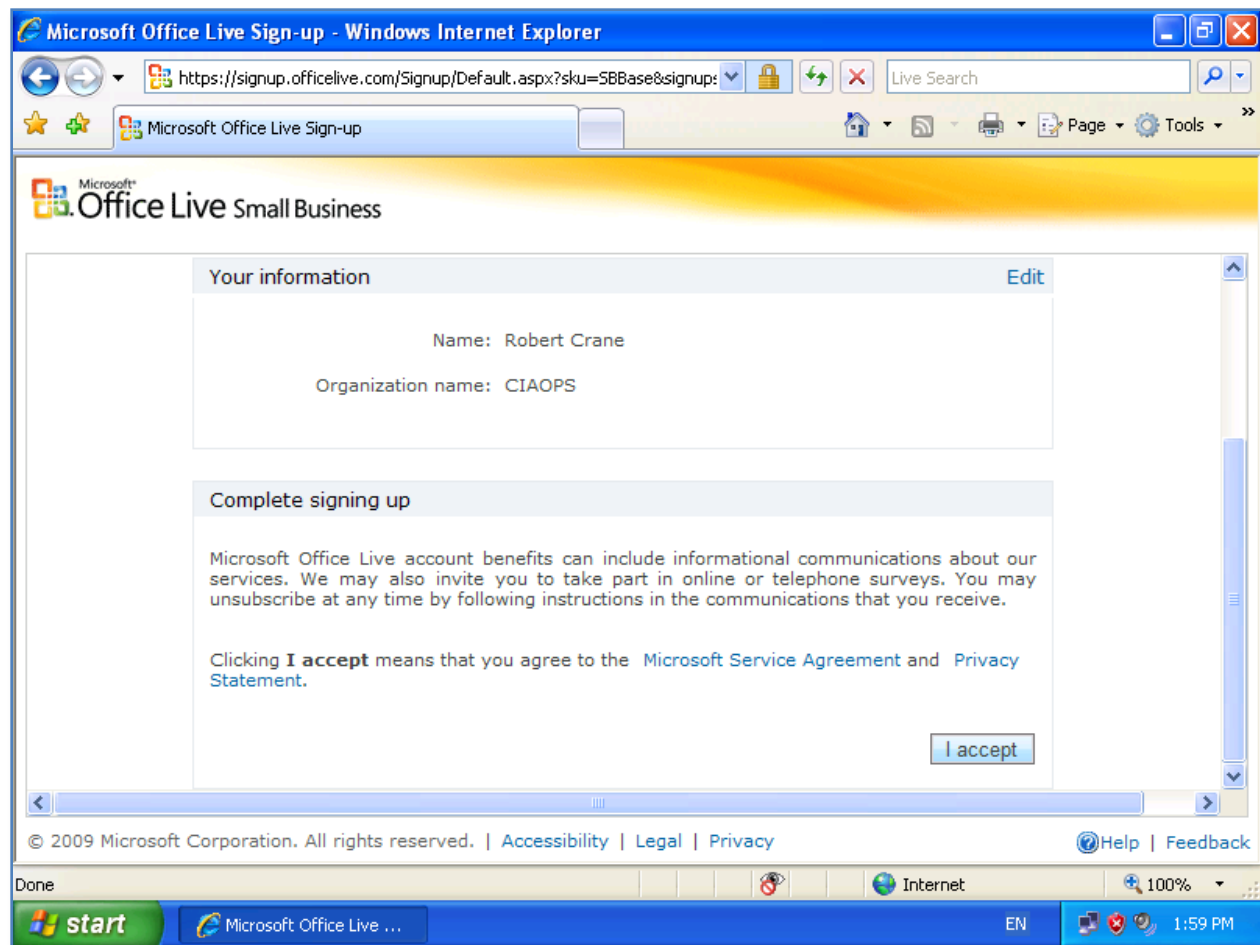 Microsoft Office Live Sign-up - Windows Internet Explorer
https://signup.officelive.com/Signup/Default.aspx?sku=SBBase&signup:
Live Search
Microsoft Office Live Sign-up
Page
Tools
»
Microsoft®
Office Live Small Business
Your information
Edit
Name: Robert Crane
Organization name: CIAOPS
Complete signing up
Microsoft Office Live account benefits can include informational communications about our
services. We may also invite you to take part in online or telephone surveys. You may
unsubscribe at any time by following instructions in the communications that you receive.
Clicking I accept means that you agree to the Microsoft Service Agreement and Privacy
Statement.
I accept
© 2009 Microsoft Corporation. All rights reserved. | Accessibility | Legal | Privacy
Help | Feedback
Done
Internet
100%
start
Microsoft Office Live ...
EN
1:59 PM